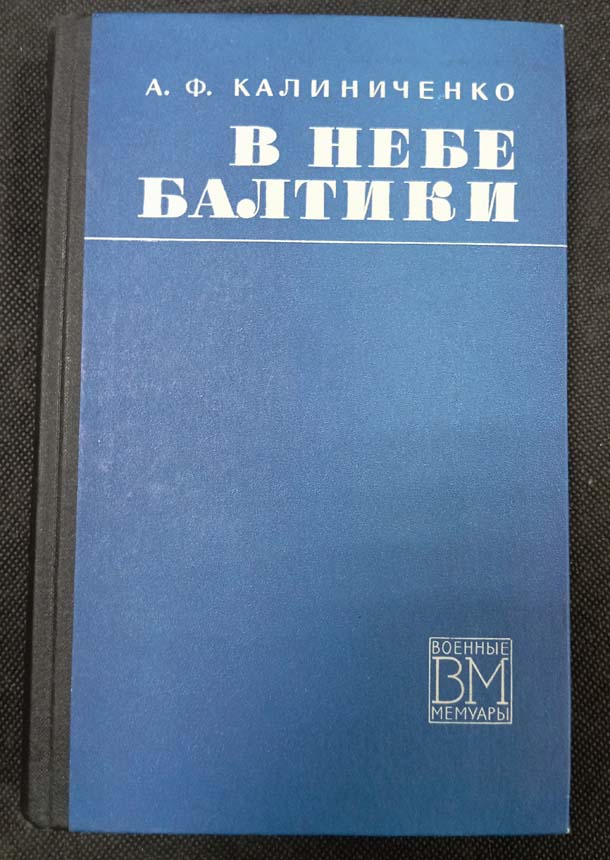 А. Ф. КАЛИНИЧЕНКО
В НЕБЕ
БАЛТИКИ
ВОЕННЫЕ
ВМ
МЕМУАРЫ